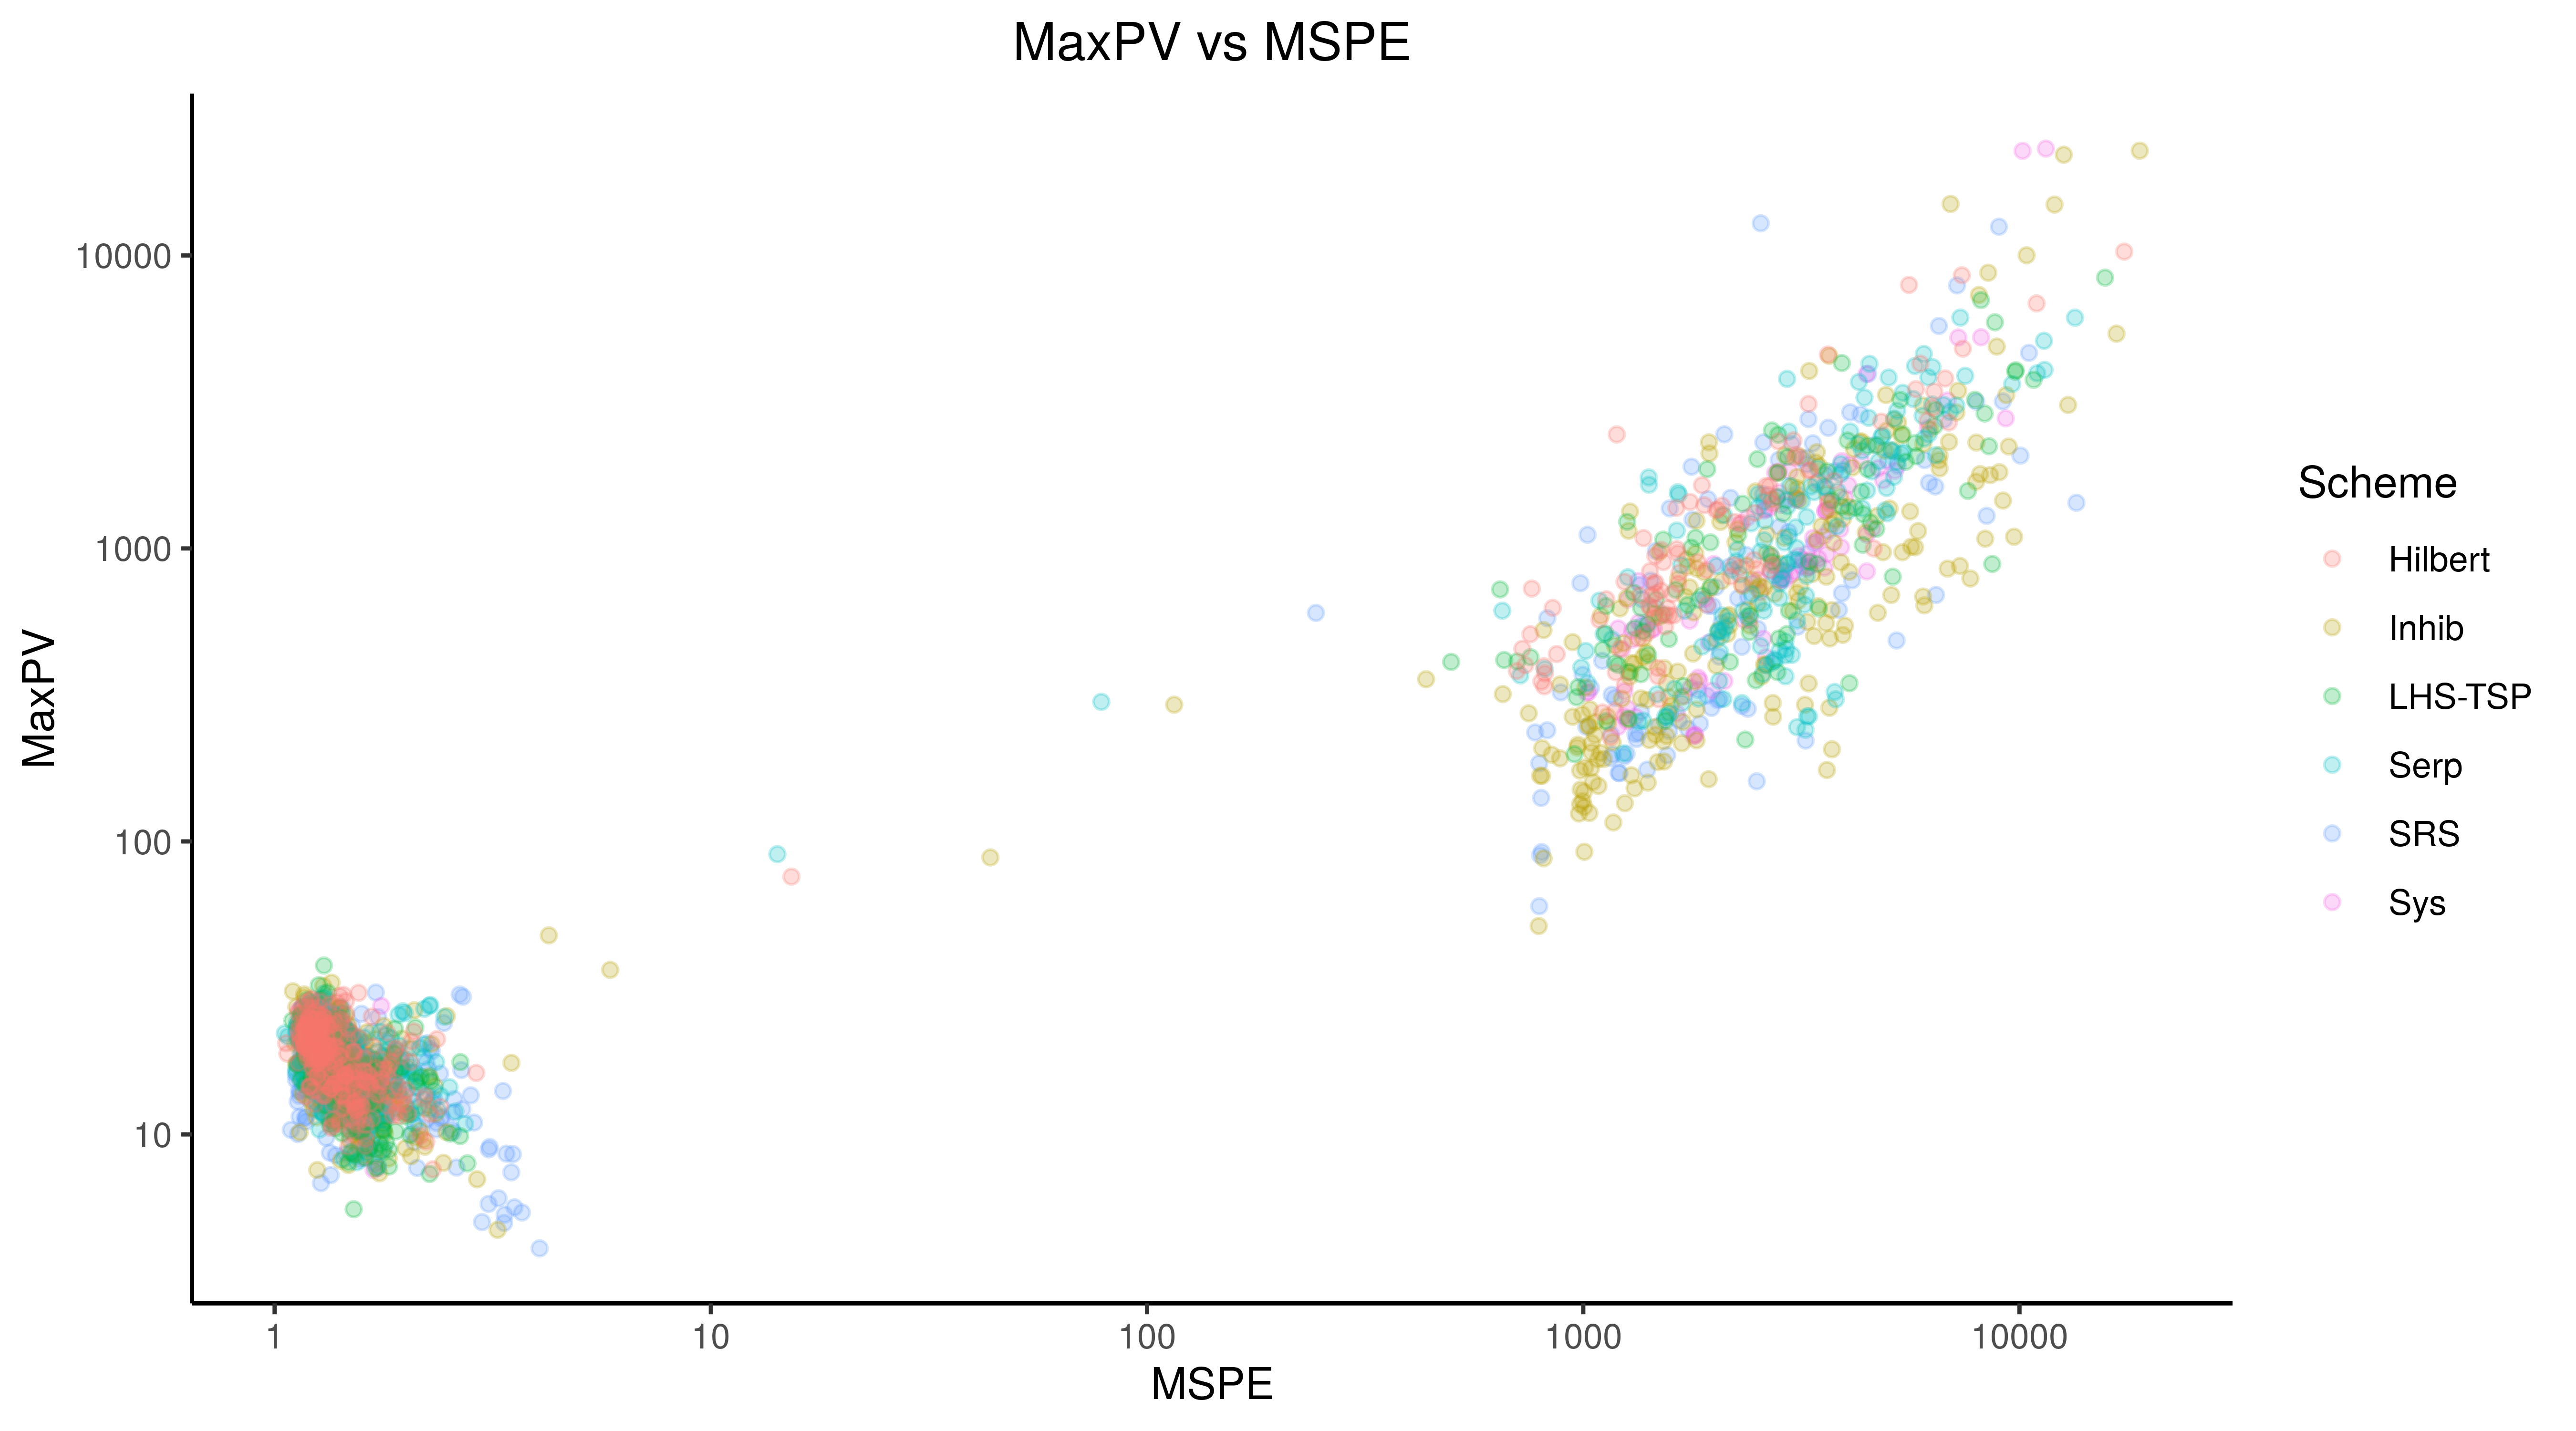 MaxPV vs MSPE
MaxPV
10000
1000
100
10
1
10
100
1000
10000
MSPE
Scheme
Hilbert
Inhib
LHS-TSP
Serp
SRS
Sys